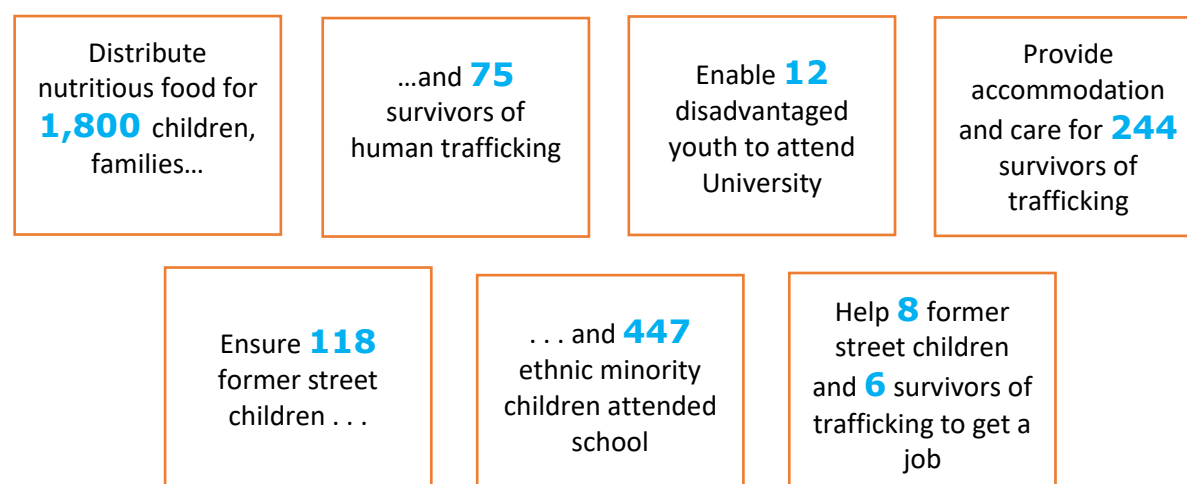 Distribute
nutritious food for
1,800 children,
families…
…and 75
survivors of
human trafficking
Enable 12
disadvantaged
youth to attend
University
Provide
accommodation
and care for 244
survivors of
trafficking
Ensure 118
former street
children . . .
. . . and 447
ethnic minority
children attended
school
Help 8 former
street children
and 6 survivors of
trafficking to get a
job